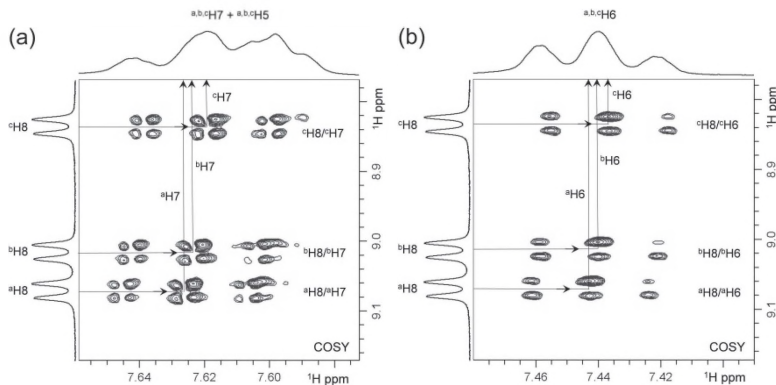 (a)
a,b,cH7 + a,b,cH5
cH8
cH7
cH8/cH7
1H ppm
8.9
bH7
aH7
bH8
bH8/bH7
9.0
aH8
aH8/aH7
9.1
COSY
7.64 7.62 7.60 1H ppm
(b)
a,b,cH6
cH8
cH6
cH8/cH6
1H ppm
8.9
bH6
aH6
bH8
bH8/bH6
9.0
aH8
aH8/aH6
9.1
COSY
7.46 7.44 7.42 1H ppm